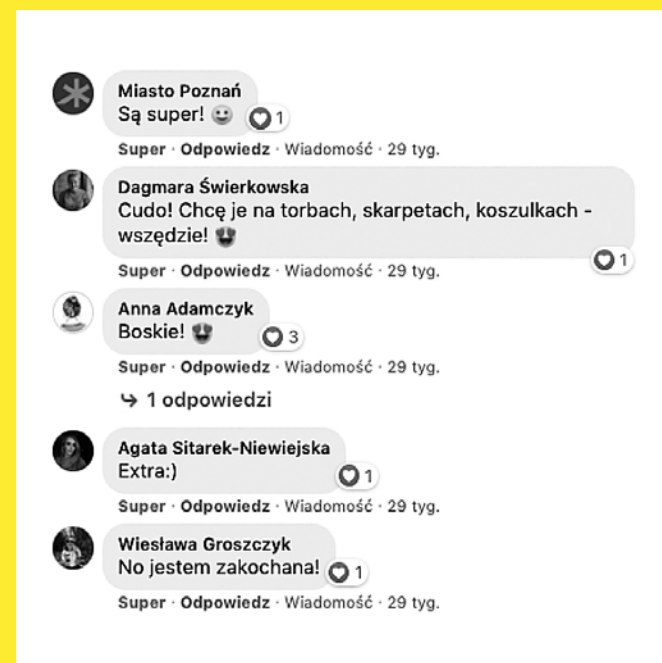 Miasto Poznań
Są super! 🙂 1
Super · Odpowiedz · Wiadomość · 29 tyg.
Dagmara Świerkowska
Cudo! Chcę je na torbach, skarpetach, koszulkach -
wszędzie! 😍
1
Super · Odpowiedz · Wiadomość · 29 tyg.
Anna Adamczyk
Boskie! 😍 3
Super · Odpowiedz · Wiadomość · 29 tyg.
↪ 1 odpowiedzi
Agata Sitarek-Niewiejska
Extra:) 1
Super · Odpowiedz · Wiadomość · 29 tyg.
Wiesława Groszczyk
No jestem zakochana! 1
Super · Odpowiedz · Wiadomość · 29 tyg.